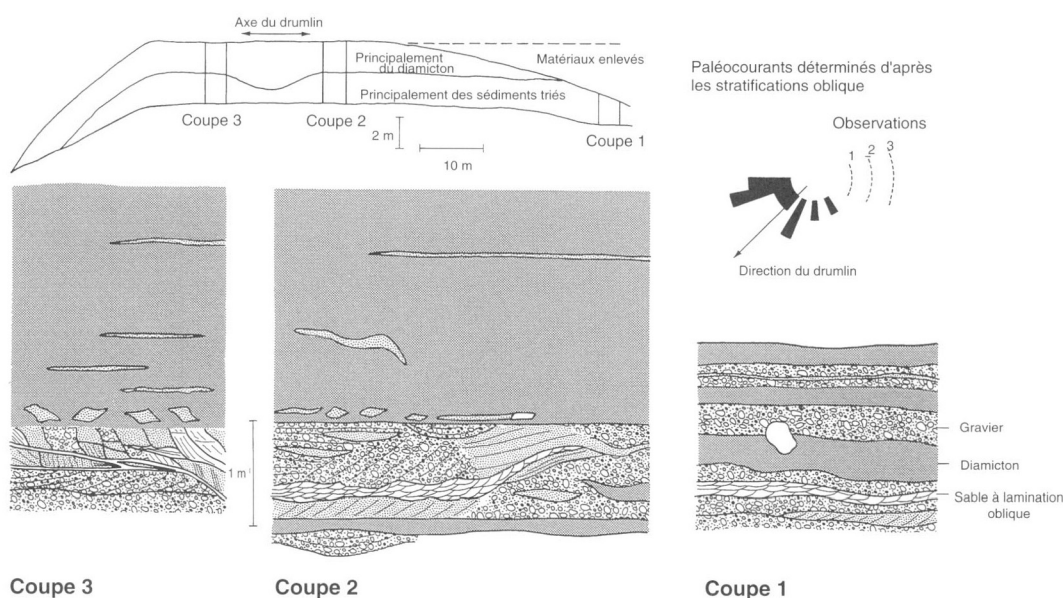 Axe du drumlin
Principalement
du diamicton
Matériaux enlevés
Principalement des sédiments triés
Coupe 3
Coupe 2
Coupe 1
2 m
10 m
Paléocourants déterminés d'après
les stratifications oblique
Observations
1 2 3
Direction du drumlin
1 m
Gravier
Diamicton
Sable à lamination
oblique
Coupe 3
Coupe 2
Coupe 1